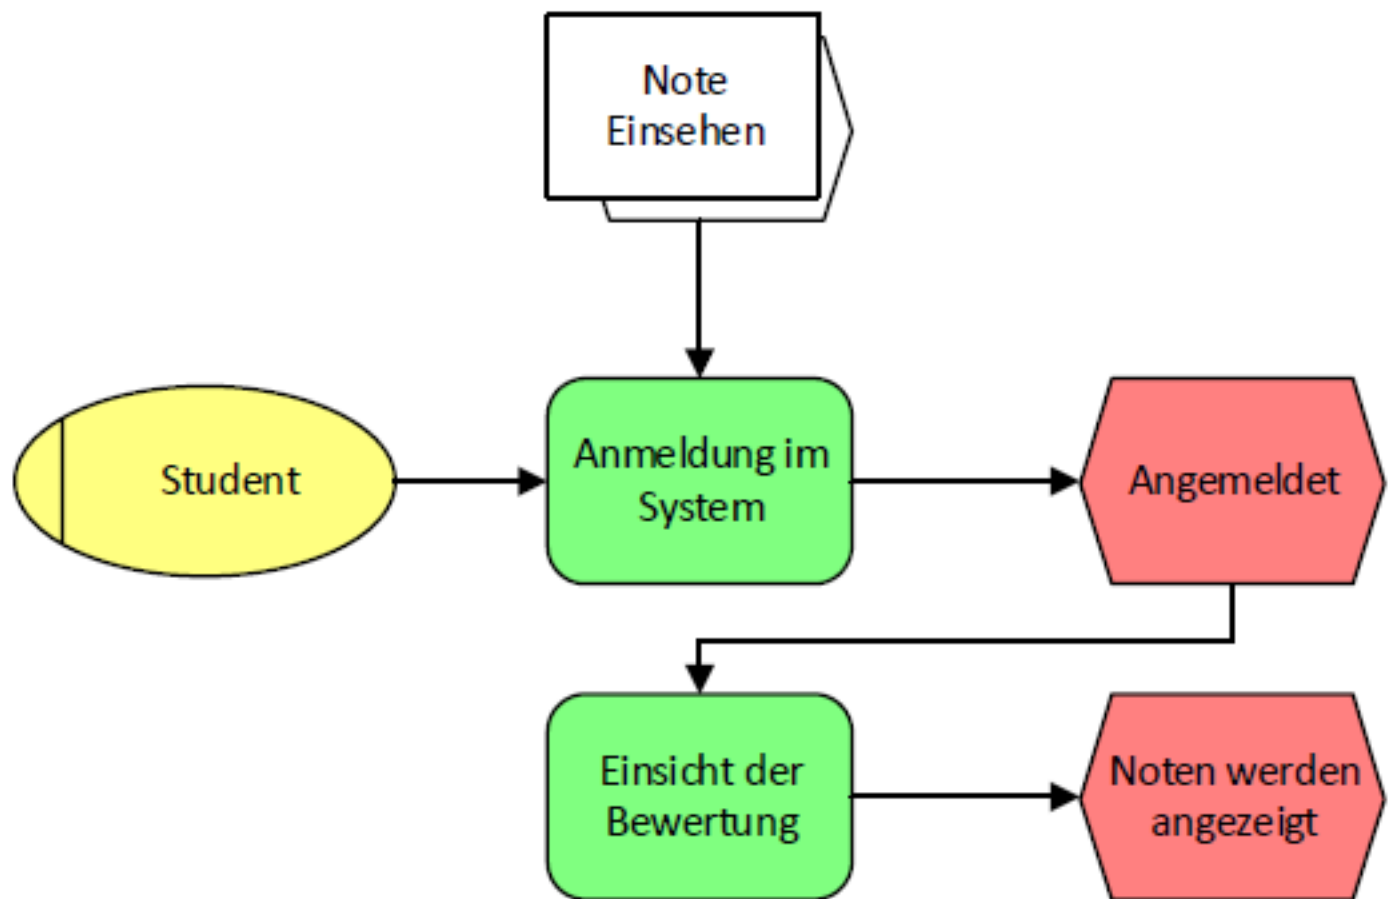 Note
Einsehen
Student
Anmeldung im
System
Angemeldet
Einsicht der
Bewertung
Noten werden
angezeigt